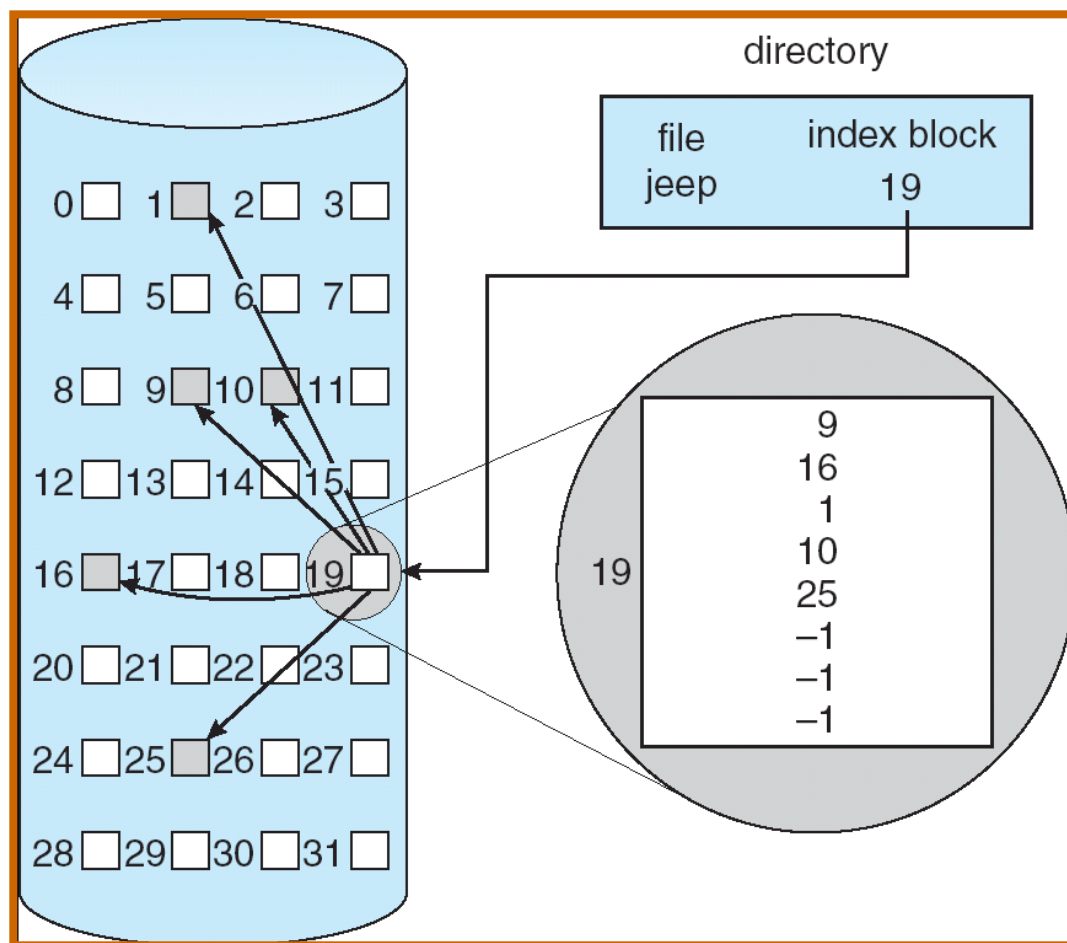 directory
file index block
jeep 19
0 1 2 3
4 5 6 7
8 9 10 11
12 13 14 15
16 17 18 19
20 21 22 23
24 25 26 27
28 29 30 31
19
9
16
1
10
25
–1
–1
–1